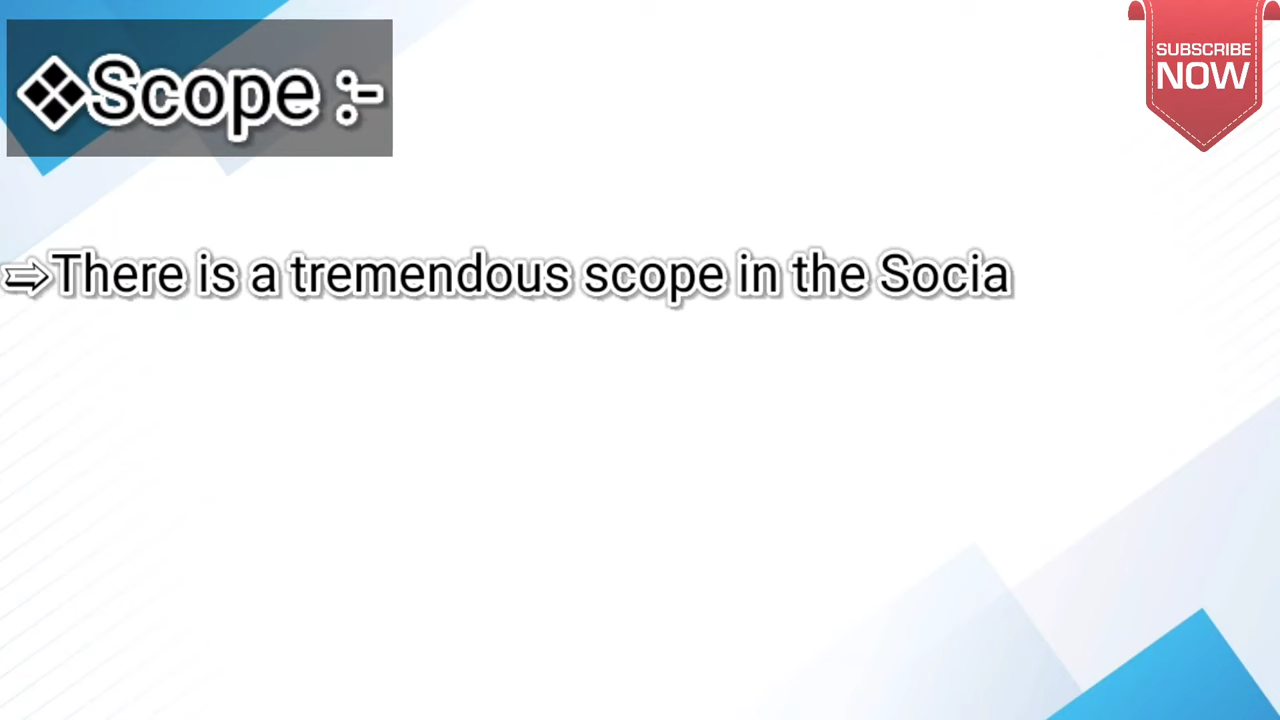 ❖Scope :-
SUBSCRIBE
NOW
⇨There is a tremendous scope in the Socia